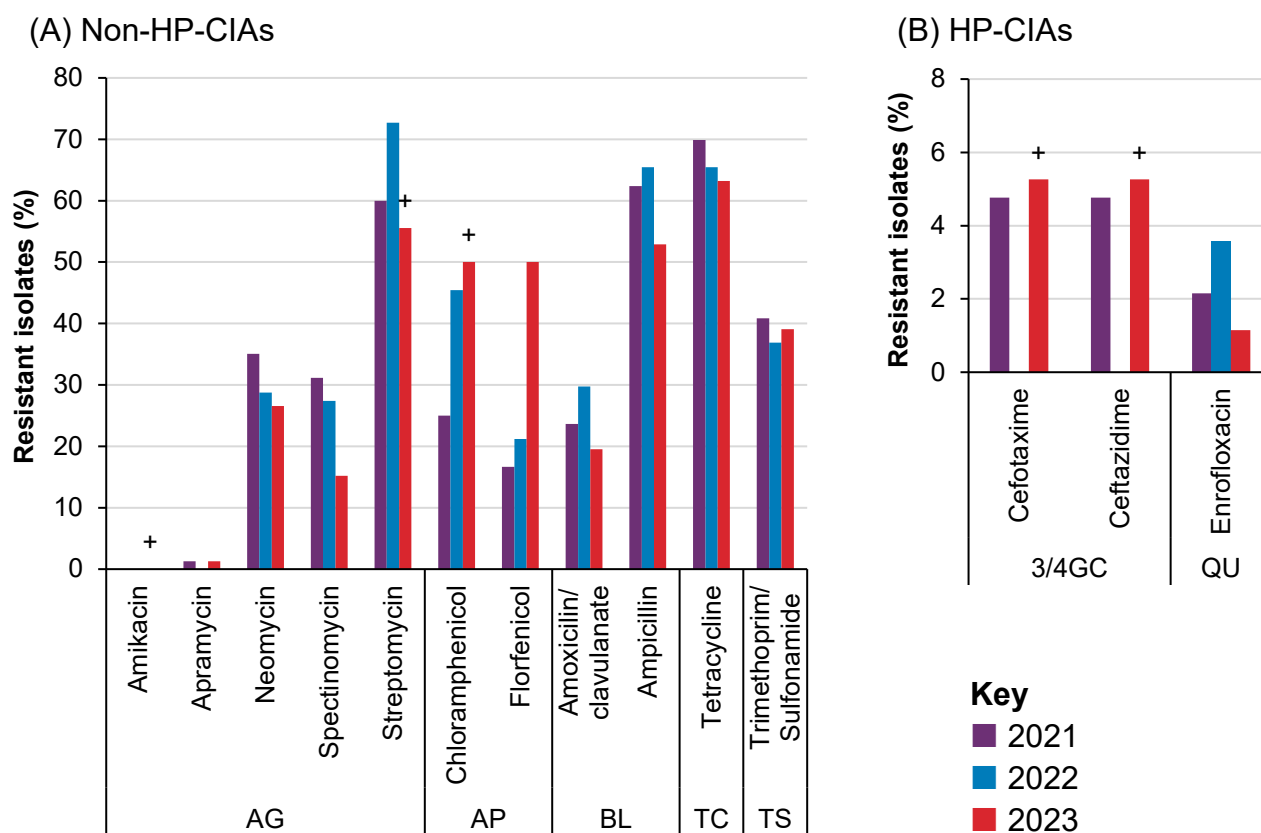 (A) Non-HP-CIAs
Resistant isolates (%)
80
70
60
50
40
30
20
10
0
+
+
+
Amikacin
Apramycin
Neomycin
Spectinomycin
Streptomycin
Chloramphenicol
Florfenicol
Amoxicilin/
clavulanate
Ampicillin
Tetracycline
Trimethoprim/
Sulfonamide
AG
AP
BL
TC
TS
(B) HP-CIAs
Resistant isolates (%)
8
6
4
2
0
+
+
Cefotaxime
Ceftazidime
Enrofloxacin
3/4GC
QU
Key
2021
2022
2023